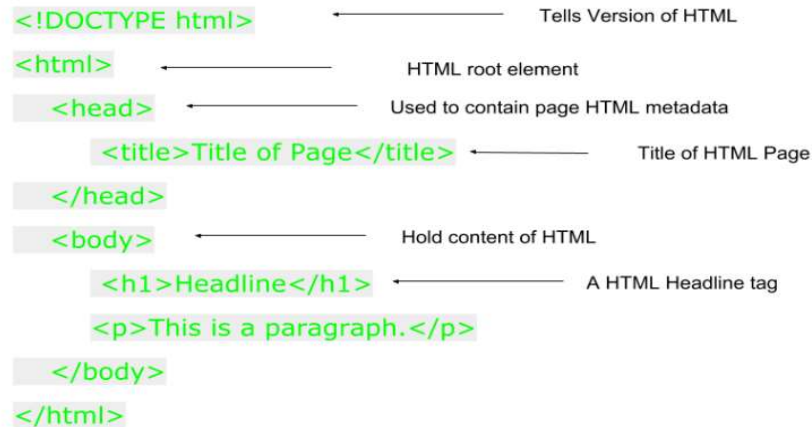 <!DOCTYPE html> Tells Version of HTML
<html> HTML root element
<head> Used to contain page HTML metadata
<title>Title of Page</title> Title of HTML Page
</head>
<body> Hold content of HTML
<h1>Headline</h1> A HTML Headline tag
<p>This is a paragraph.</p>
</body>
</html>